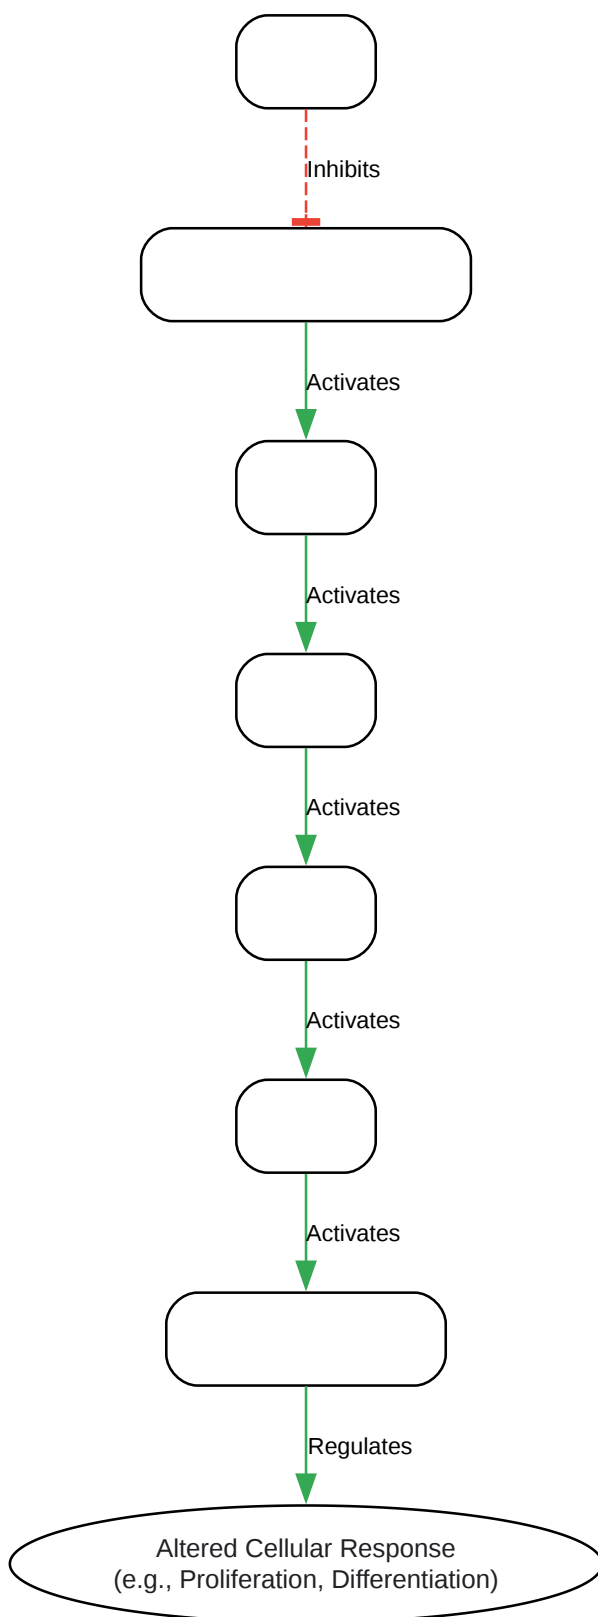 Inhibits
Activates
Activates
Activates
Activates
Activates
Regulates
Altered Cellular Response
(e.g., Proliferation, Differentiation)